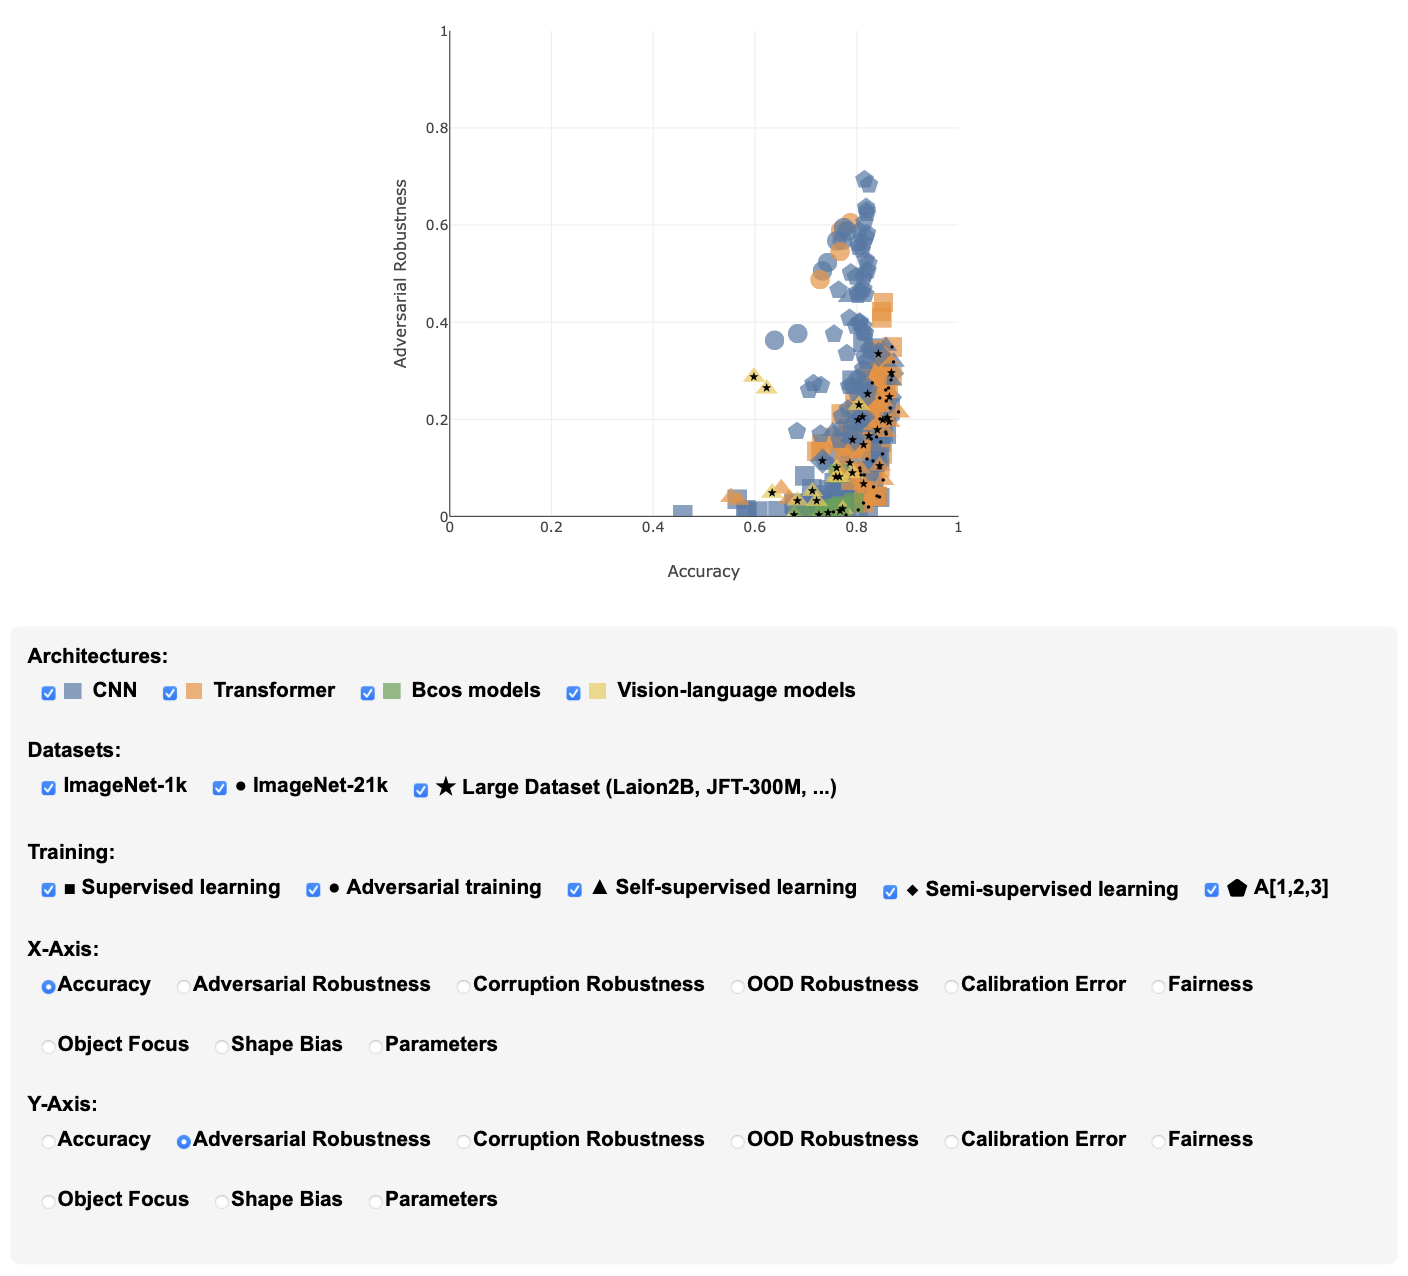 1
0.8
0.6
0.4
0.2
0
Adversarial Robustness
0 0.2 0.4 0.6 0.8 1
Accuracy
Architectures:
CNN Transformer Bcos models Vision-language models
Datasets:
ImageNet-1k ImageNet-21k Large Dataset (Laion2B, JFT-300M, ...)
Training:
Supervised learning Adversarial training Self-supervised learning Semi-supervised learning A[1,2,3]
X-Axis:
Accuracy Adversarial Robustness Corruption Robustness OOD Robustness Calibration Error Fairness
Object Focus Shape Bias Parameters
Y-Axis:
Accuracy Adversarial Robustness Corruption Robustness OOD Robustness Calibration Error Fairness
Object Focus Shape Bias Parameters